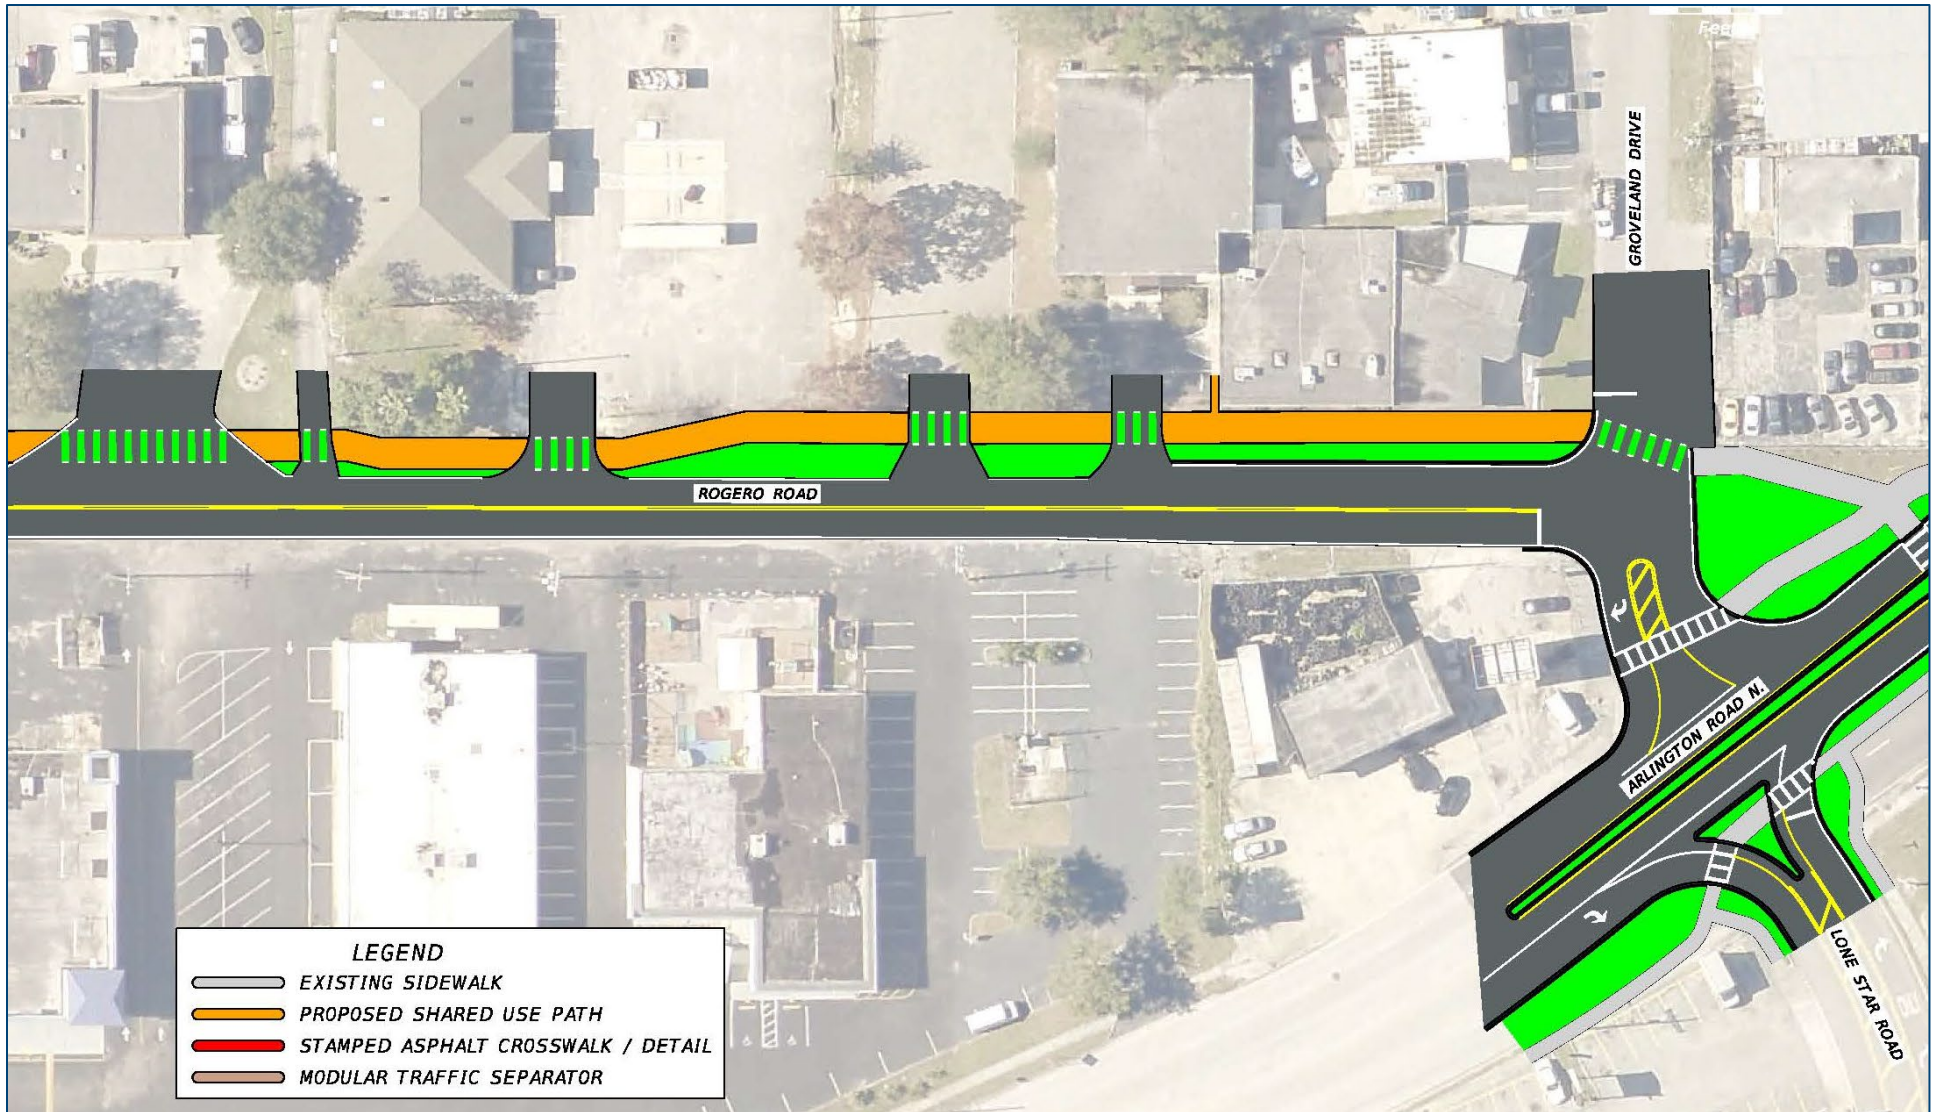 Feet
GROVELAND DRIVE
ROGERO ROAD
ARLINGTON ROAD N.
LONE STAR ROAD
LEGEND
EXISTING SIDEWALK
PROPOSED SHARED USE PATH
STAMPED ASPHALT CROSSWALK / DETAIL
MODULAR TRAFFIC SEPARATOR